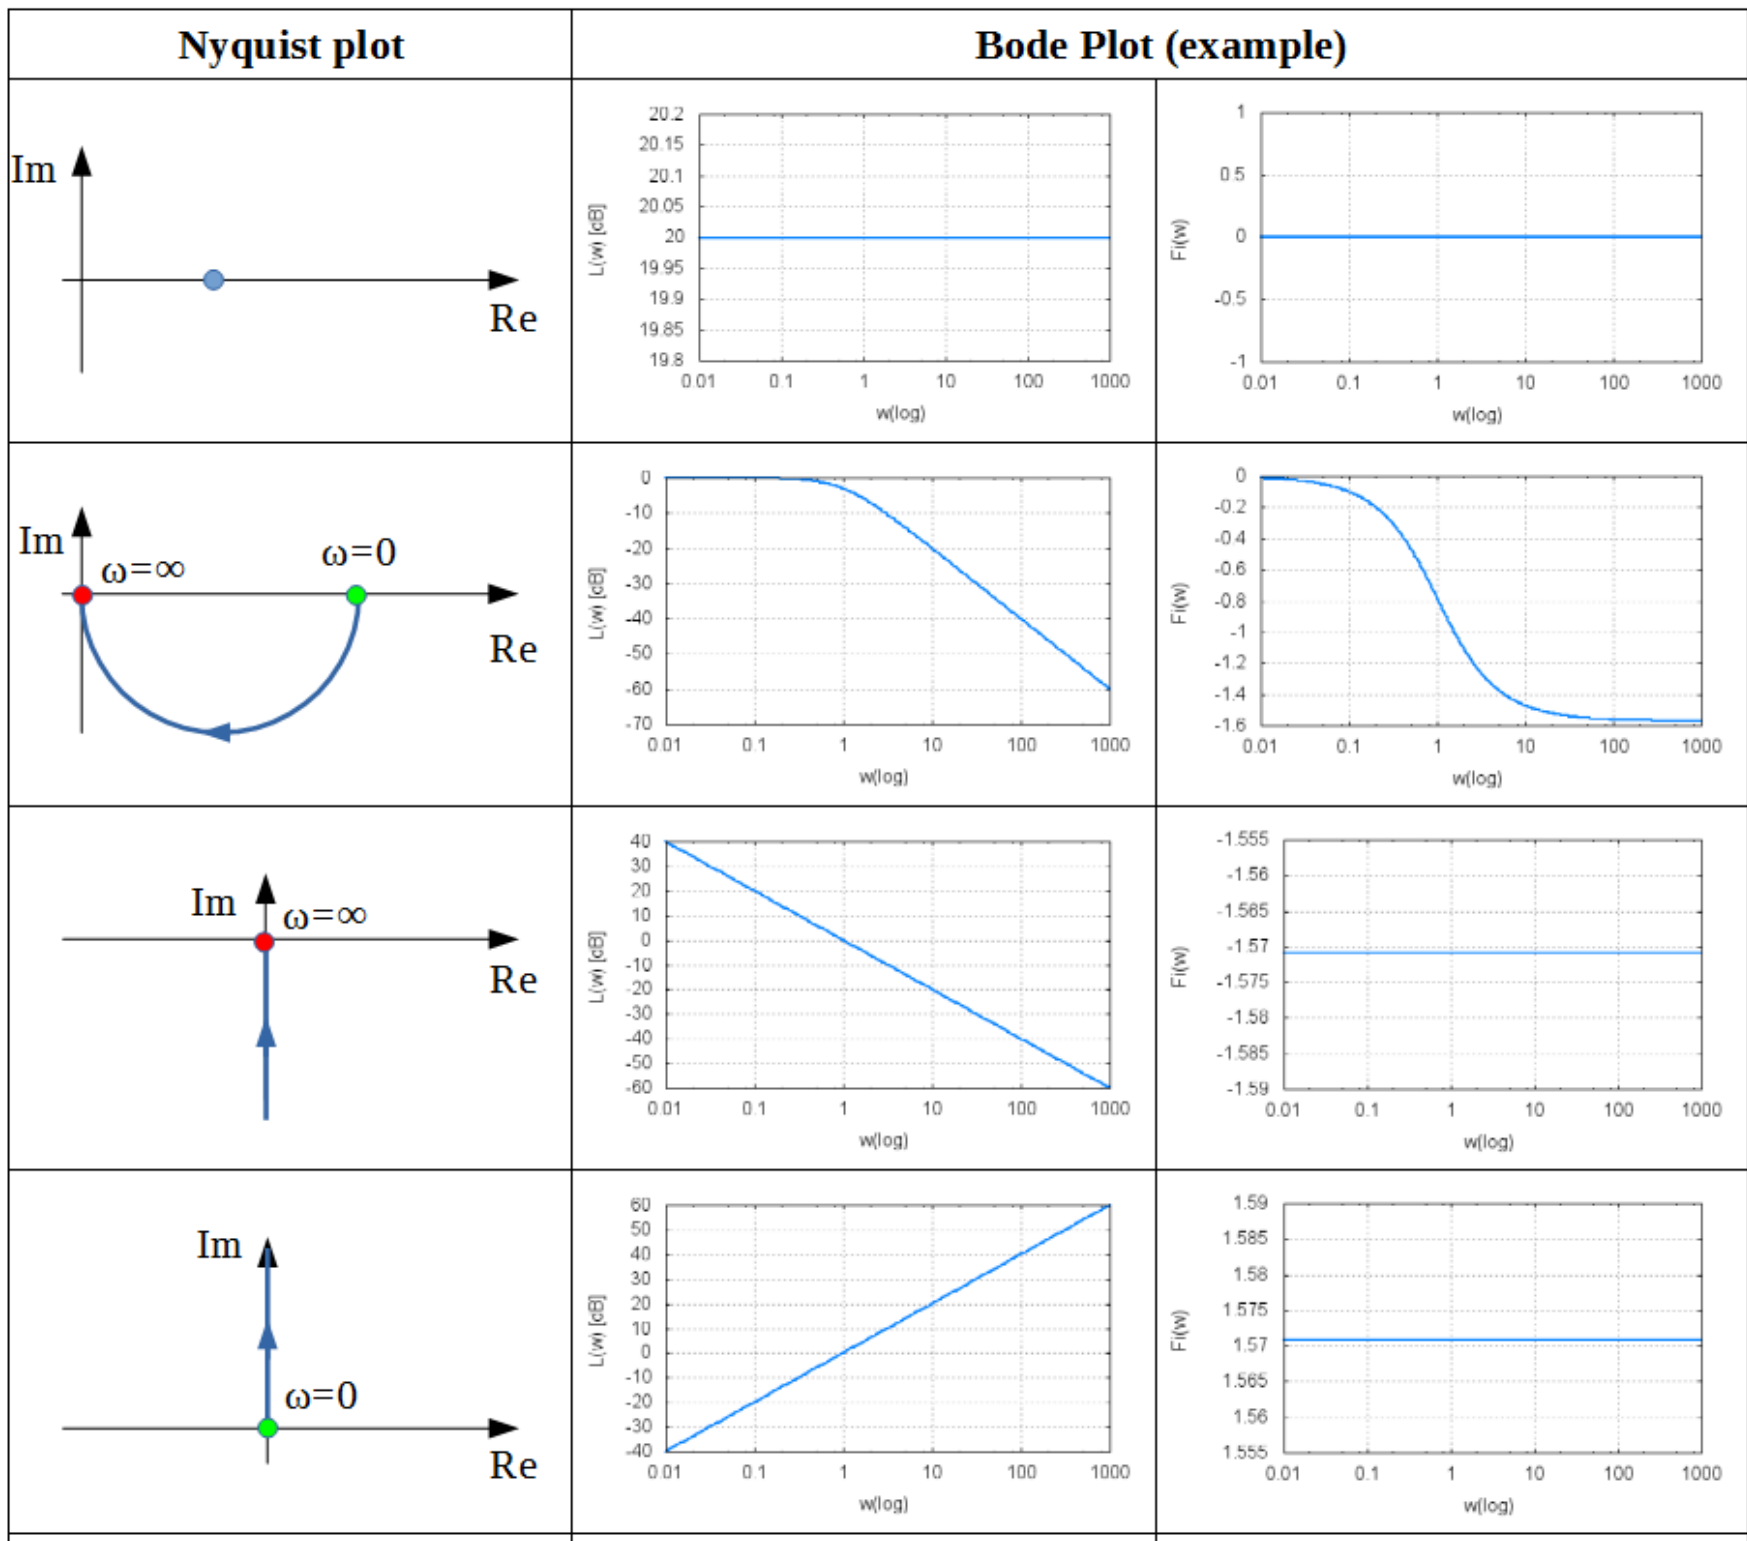 Nyquist plot
Bode Plot (example)
Im
Re
20.2
20.15
20.1
20.05
20
19.95
19.9
19.85
19.8
L(w) [dB]
0.01 0.1 1 10 100 1000
w(log)
1
0.5
0
-0.5
-1
Fi(w)
0.01 0.1 1 10 100 1000
w(log)
Im
ω=∞
ω=0
Re
0
-10
-20
-30
-40
-50
-60
-70
L(w) [dB]
0.01 0.1 1 10 100 1000
w(log)
0
-0.2
-0.4
-0.6
-0.8
-1
-1.2
-1.4
-1.6
Fi(w)
0.01 0.1 1 10 100 1000
w(log)
Im
ω=∞
Re
40
30
20
10
0
-10
-20
-30
-40
-50
-60
L(w) [dB]
0.01 0.1 1 10 100 1000
w(log)
-1.555
-1.56
-1.565
-1.57
-1.575
-1.58
-1.585
-1.59
Fi(w)
0.01 0.1 1 10 100 1000
w(log)
Im
ω=0
Re
60
50
40
30
20
10
0
-10
-20
-30
-40
L(w) [dB]
0.01 0.1 1 10 100 1000
w(log)
1.59
1.585
1.58
1.575
1.57
1.565
1.56
1.555
Fi(w)
0.01 0.1 1 10 100 1000
w(log)